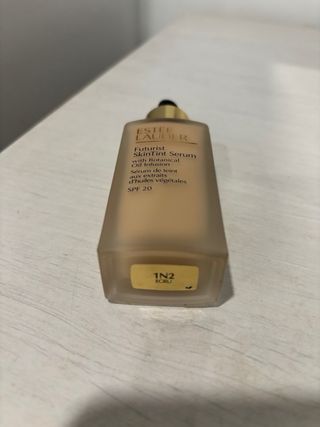 ESTĒE
LAUDER
Futurist
SkinTint Serum
with Botanical
Oil Infusion
Sérum de teint
aux extraits
d'huiles végétales
SPF 20
1N2
ECRU